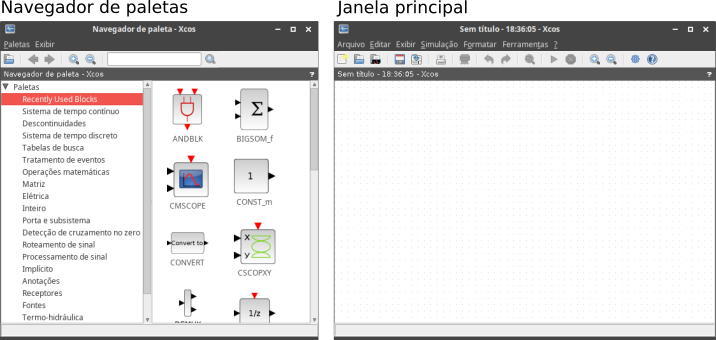 Navegador de paletas
Navegador de paleta - Xcos
Paletas Exibir
Navegador de paleta - Xcos ?
Paletas
Recently Used Blocks
Sistema de tempo contínuo
Descontinuidades
Sistema de tempo discreto
Tabelas de busca
Tratamento de eventos
Operações matemáticas
Matriz
Elétrica
Inteiro
Porta e subsistema
Detecção de cruzamento no zero
Roteamento de sinal
Processamento de sinal
Implícito
Anotações
Receptores
Fontes
Termo-hidráulica
ANDBLK
Σ
BIGSOM_f
CMSCOPE
1
CONST_m
Convert to
CONVERT
X
Y
CSCOPXY
DEMUX
1/z
Janela principal
Sem título - 18:36:05 - Xcos
Arquivo Editar Exibir Simulação Formatar Ferramentas ?
Sem título - 18:36:05 - Xcos ?